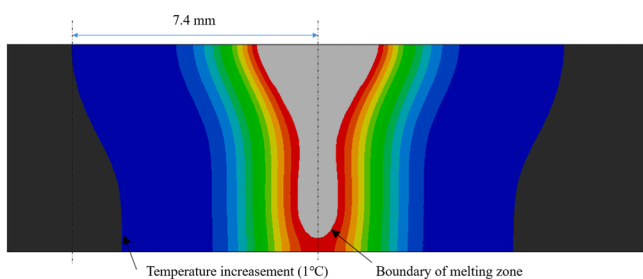 7.4 mm
Temperature increasement (1℃)
Boundary of melting zone